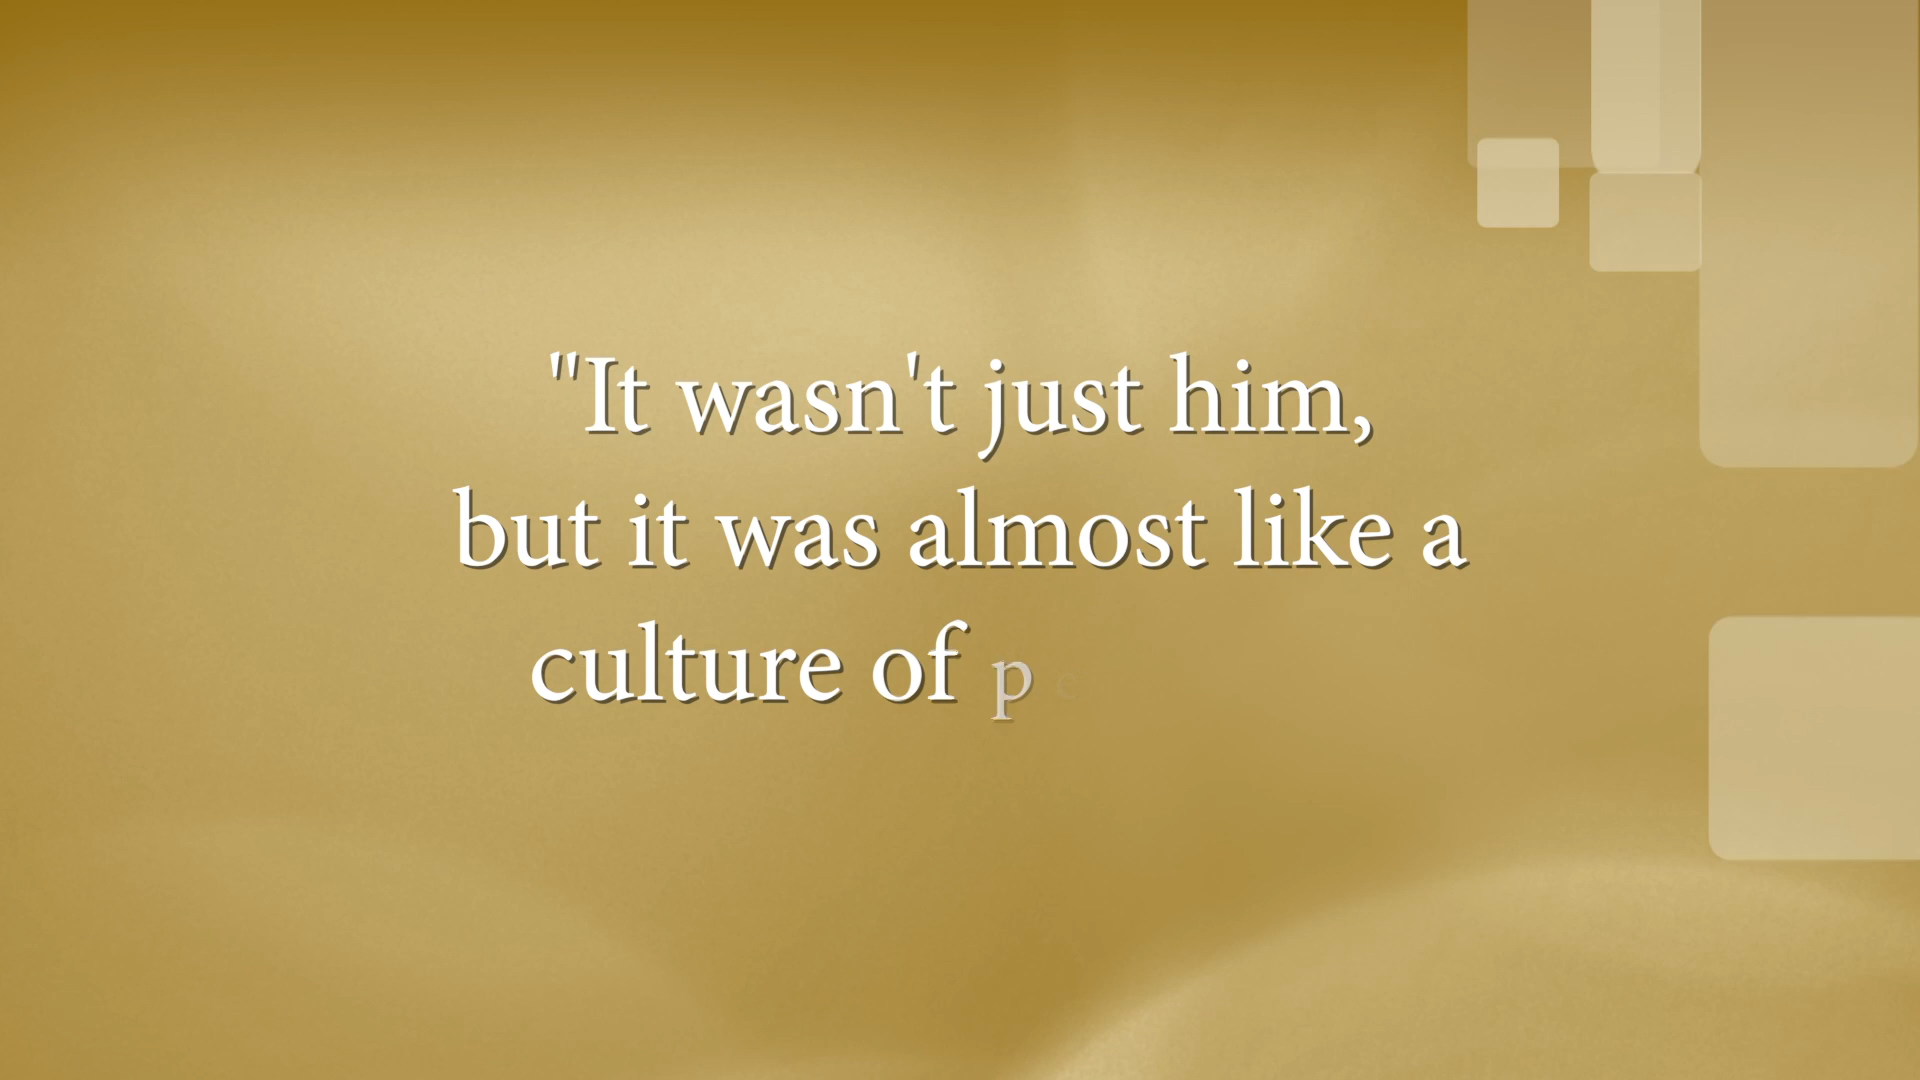 "It wasn't just him,
but it was almost like a
culture of p